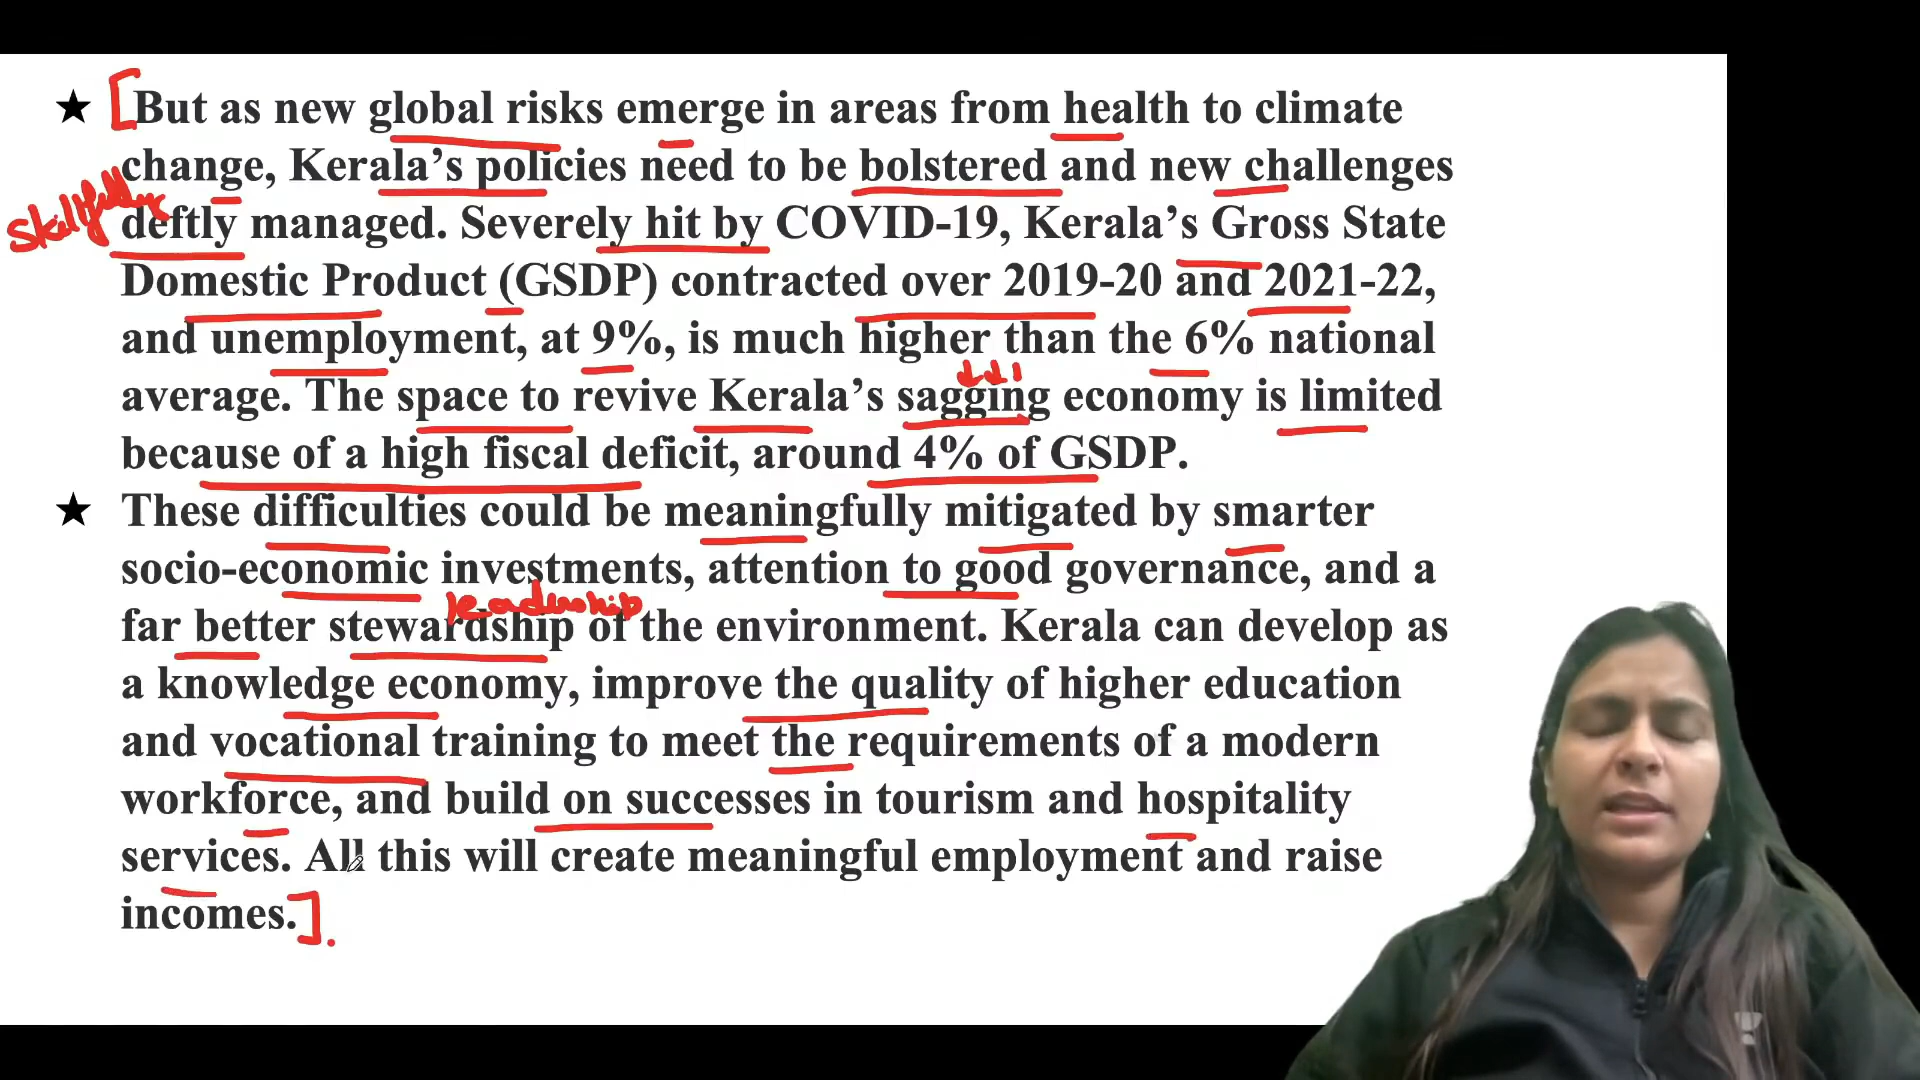 ★ [But as new global risks emerge in areas from health to climate
change, Kerala’s policies need to be bolstered and new challenges
skillfully
deftly managed. Severely hit by COVID-19, Kerala’s Gross State
Domestic Product (GSDP) contracted over 2019-20 and 2021-22,
and unemployment, at 9%, is much higher than the 6% national
average. The space to revive Kerala’s sagging economy is limited
because of a high fiscal deficit, around 4% of GSDP.
★ These difficulties could be meaningfully mitigated by smarter
socio-economic investments, attention to good governance, and a
leadership
far better stewardship of the environment. Kerala can develop as
a knowledge economy, improve the quality of higher education
and vocational training to meet the requirements of a modern
workforce, and build on successes in tourism and hospitality
services. All this will create meaningful employment and raise
incomes.].